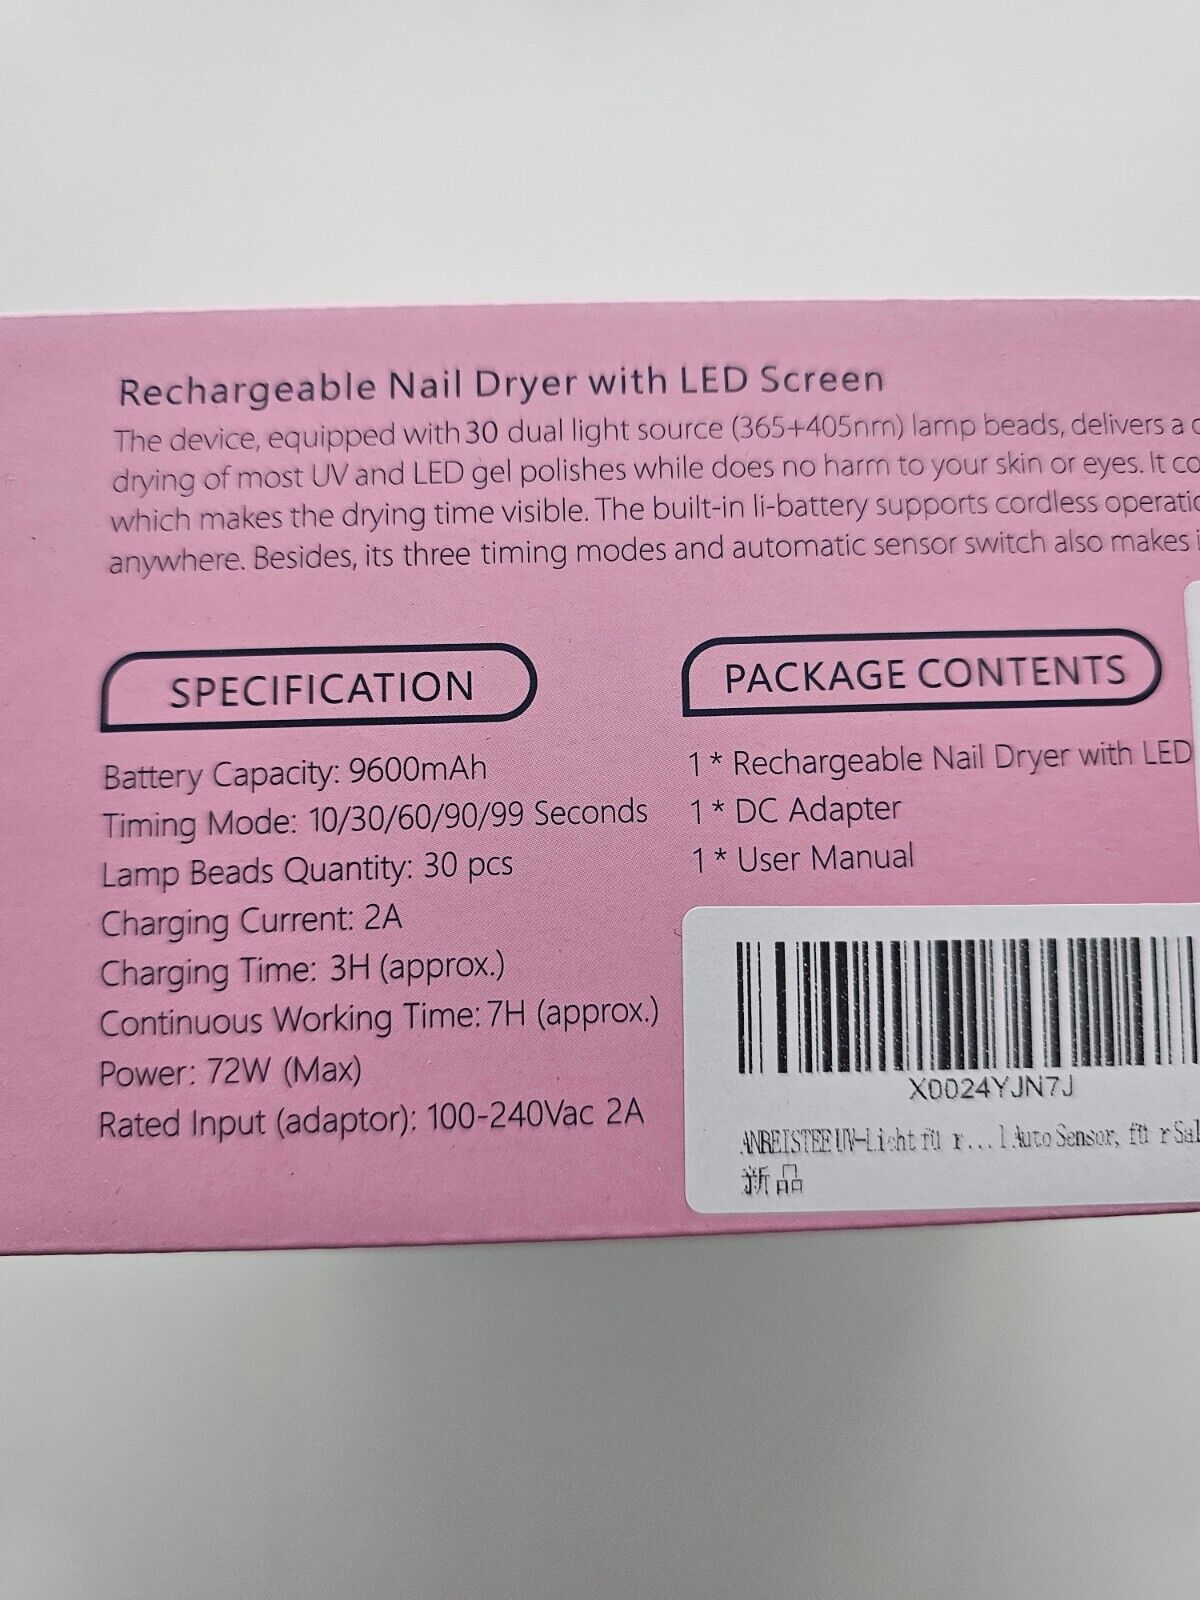 Rechargeable Nail Dryer with LED Screen
The device, equipped with 30 dual light source (365+405nm) lamp beads, delivers a
drying of most UV and LED gel polishes while does no harm to your skin or eyes. It
which makes the drying time visible. The built-in li-battery supports cordless
anywhere. Besides, its three timing modes and automatic sensor switch also makes
SPECIFICATION
Battery Capacity: 9600mAh
Timing Mode: 10/30/60/90/99 Seconds
Lamp Beads Quantity: 30 pcs
Charging Current: 2A
Charging Time: 3H (approx.)
Continuous Working Time: 7H (approx.)
Power: 72W (Max)
Rated Input (adaptor): 100-240Vac 2A
PACKAGE CONTENTS
1 * Rechargeable Nail Dryer with LED
1 * DC Adapter
1 * User Manual
X0024YJN7J
ANBEISTEE UV-Licht fü r...l Auto Sensor, fü r Sal
新品